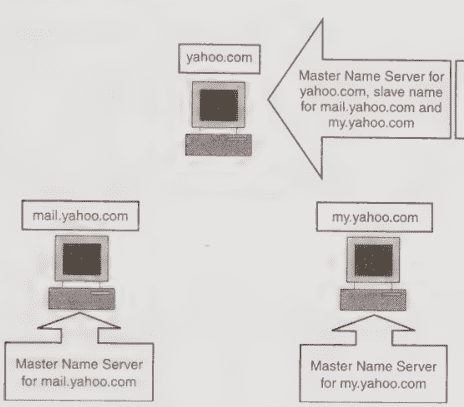 yahoo.com
Master Name Server for
yahoo.com, slave name
for mail.yahoo.com and
my.yahoo.com
mail.yahoo.com
my.yahoo.com
Master Name Server
for mail.yahoo.com
Master Name Server
for my.yahoo.com